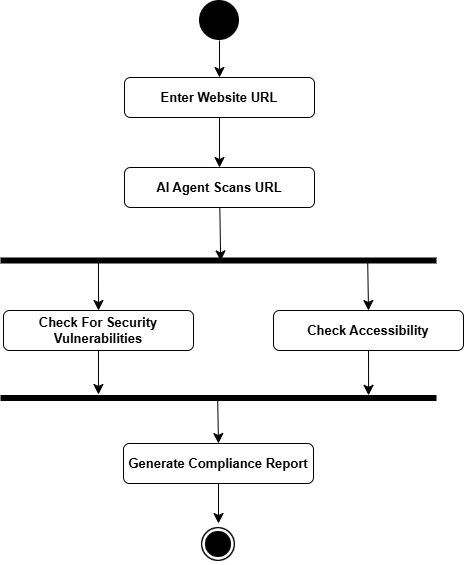 Enter Website URL
AI Agent Scans URL
Check For Security
Vulnerabilities
Check Accessibility
Generate Compliance Report